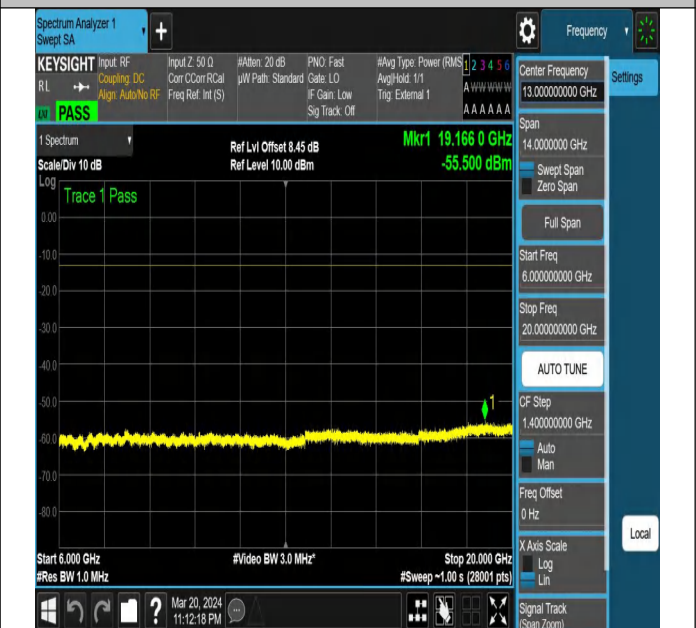 Spectrum Analyzer 1
Swept SA
+
Frequency
KEYSIGHT
RL
PASS
Input: RF
Coupling: DC
Align: Auto/No RF
Input Z: 50 Ω
Corr CCorr RCal
Freq Ref: Int (S)
#Atten: 20 dB
µW Path: Standard
PNO: Fast
Gate: LO
IF Gain: Low
Sig Track: Off
#Avg Type: Power (RMS
Avg|Hold: 1/1
Trig: External 1
1 2 3 4 5 6
A W W W W W
A A A A A A
1 Spectrum
Scale/Div 10 dB
Log
Ref Lvl Offset 8.45 dB
Ref Level 10.00 dBm
Mkr1 19.166 0 GHz
-55.500 dBm
Trace 1 Pass
0.00
-10.0
-20.0
-30.0
-40.0
-50.0
-60.0
-70.0
-80.0
1
Start 6.000 GHz
#Res BW 1.0 MHz
#Video BW 3.0 MHz*
Stop 20.000 GHz
#Sweep ~1.00 s (28001 pts)
?
Mar 20, 2024
11:12:18 PM
Center Frequency
13.000000000 GHz
Settings
Span
14.0000000 GHz
Swept Span
Zero Span
Full Span
Start Freq
6.000000000 GHz
Stop Freq
20.000000000 GHz
AUTO TUNE
CF Step
1.400000000 GHz
Auto
Man
Freq Offset
0 Hz
Local
X Axis Scale
Log
Lin
Signal Track
(Span Zoom)